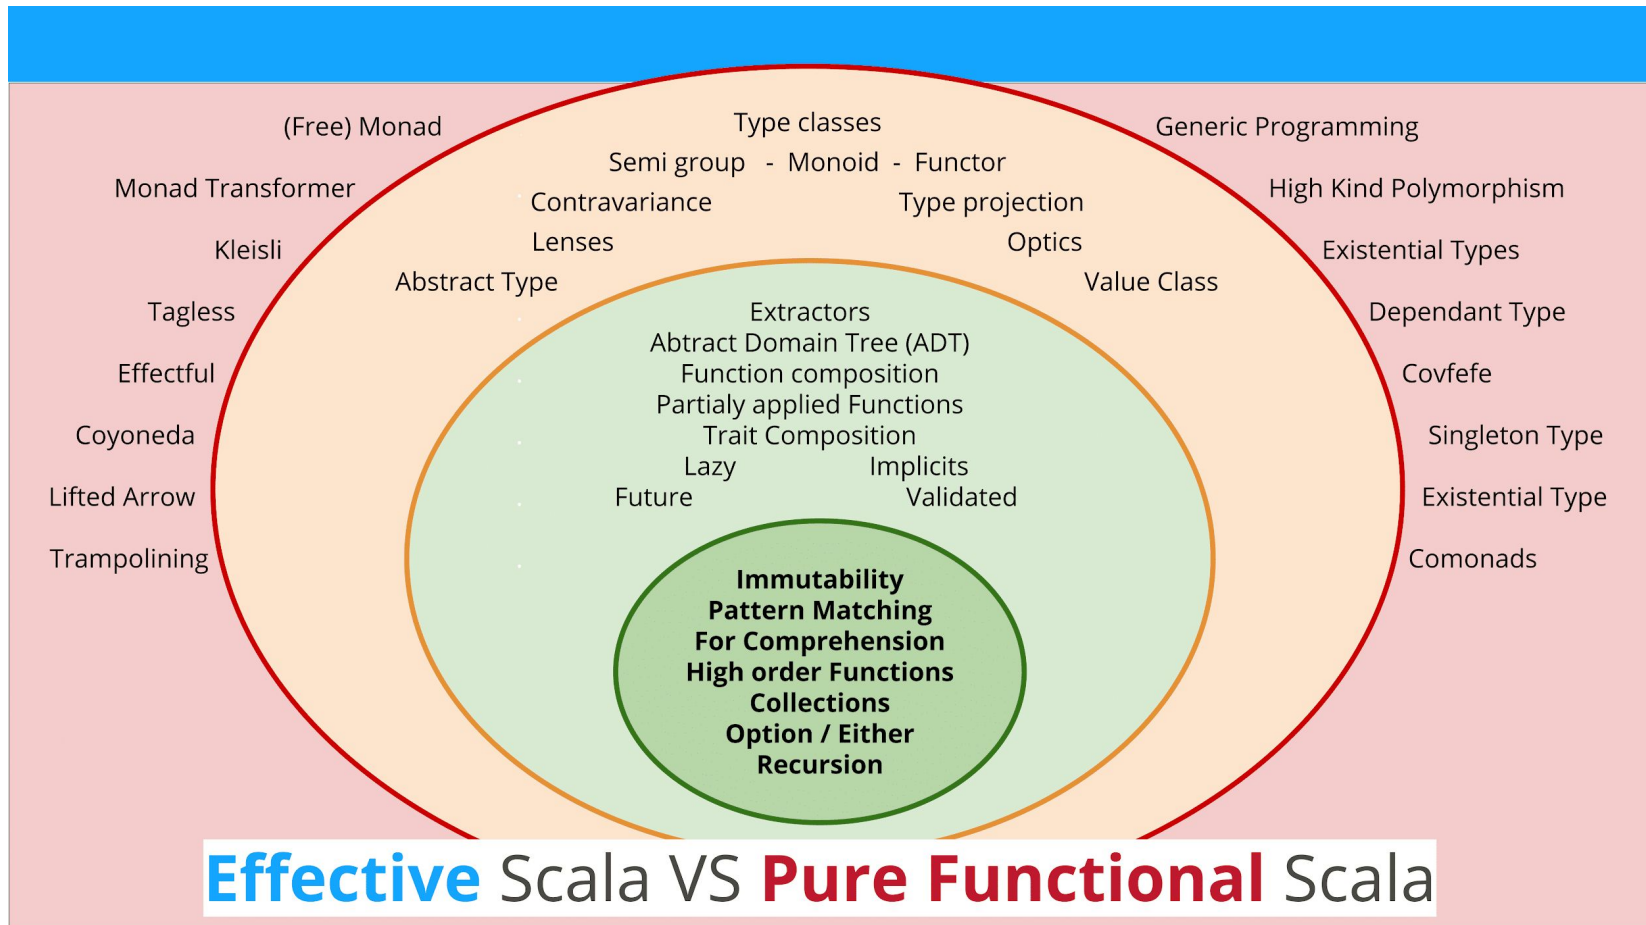 (Free) Monad
Type classes
Generic Programming
Semi group - Monoid - Functor
Monad Transformer
High Kind Polymorphism
Contravariance
Type projection
Kleisli
Lenses
Optics
Existential Types
Abstract Type
Value Class
Tagless
Extractors
Dependant Type
Abtract Domain Tree (ADT)
Effectful
Function composition
Covfefe
Partialy applied Functions
Coyoneda
Trait Composition
Singleton Type
Lazy
Implicits
Lifted Arrow
Future
Validated
Existential Type
Trampolining
Comonads
Immutability
Pattern Matching
For Comprehension
High order Functions
Collections
Option / Either
Recursion
Effective Scala VS Pure Functional Scala